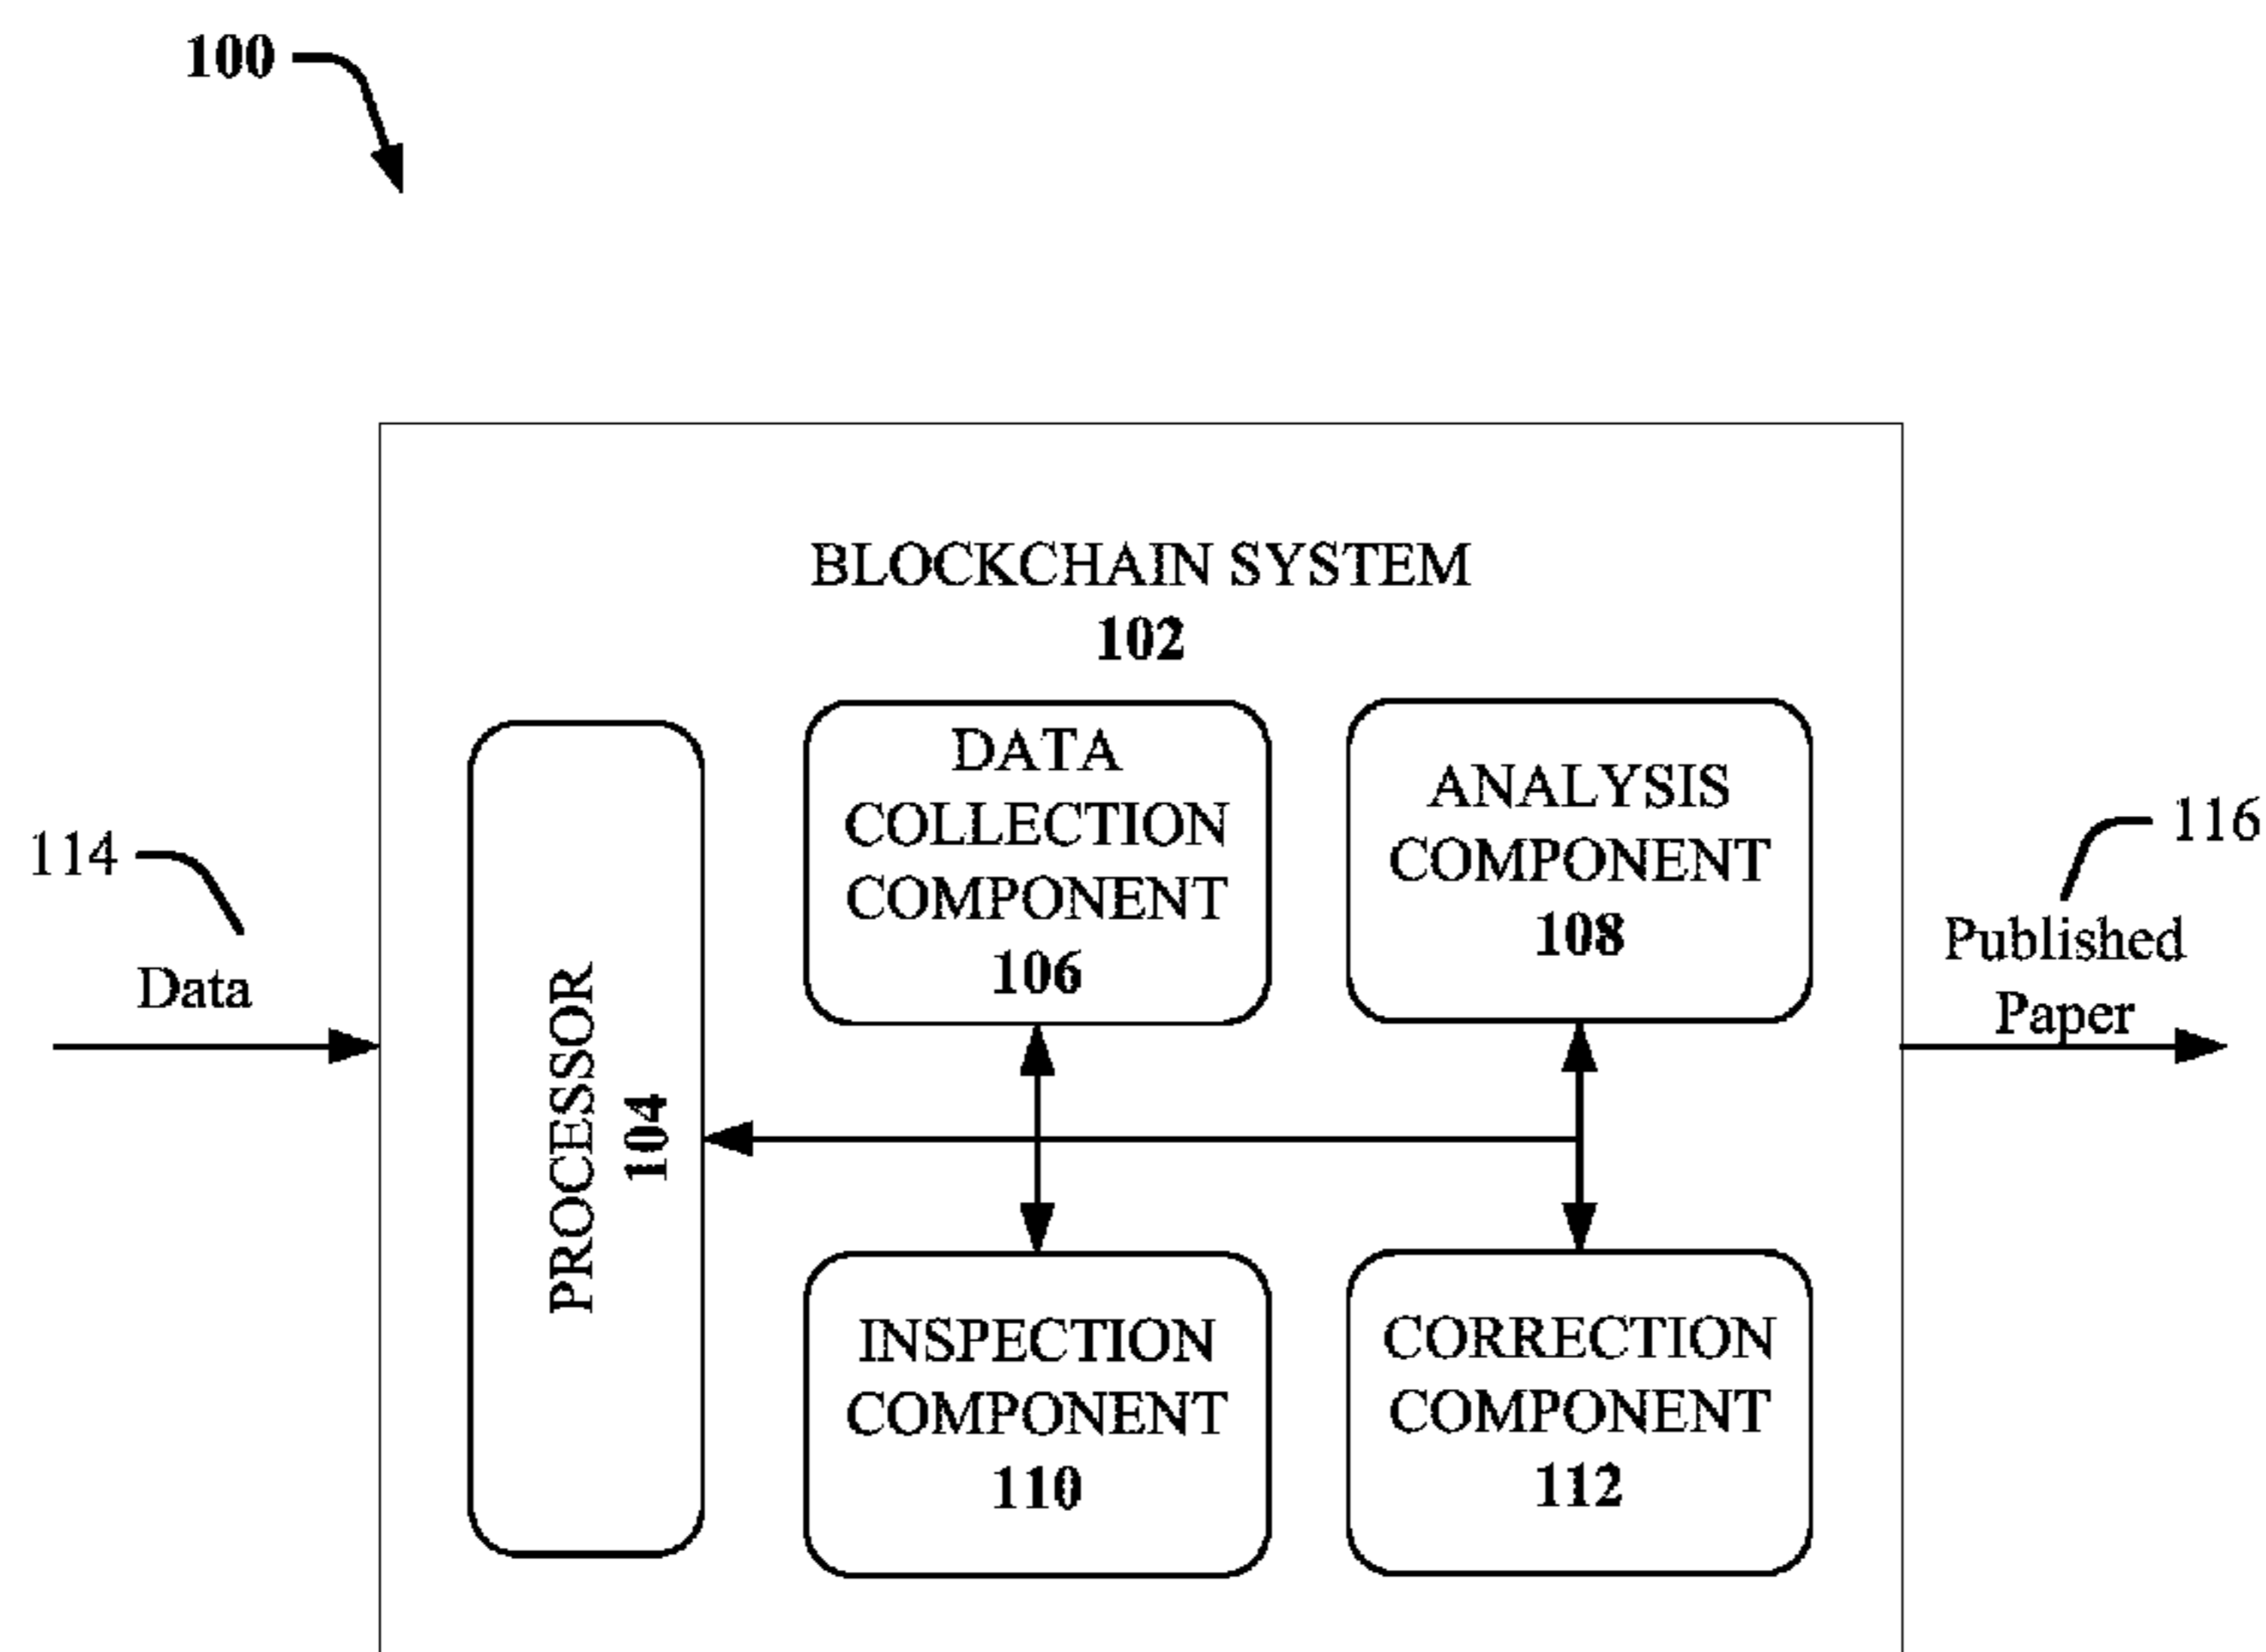 100
BLOCKCHAIN SYSTEM
102
DATA
COLLECTION
COMPONENT
106
ANALYSIS
COMPONENT
108
114
Data
116
Published
Paper
PROCESSOR
104
INSPECTION
COMPONENT
110
CORRECTION
COMPONENT
112